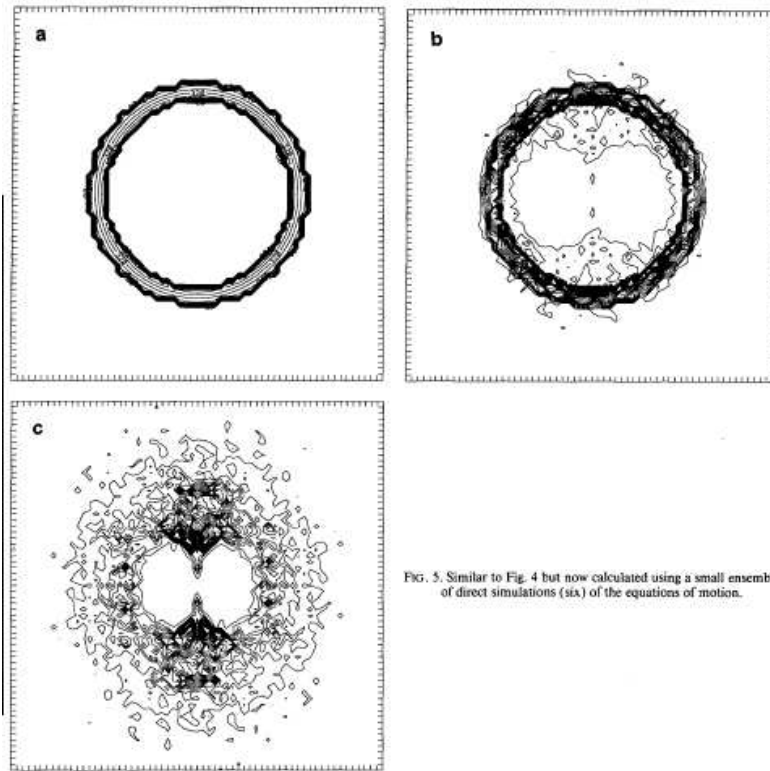 a
b
c
FIG. 5. Similar to Fig. 4 but now calculated using a small ensemb
of direct simulations (six) of the equations of motion.